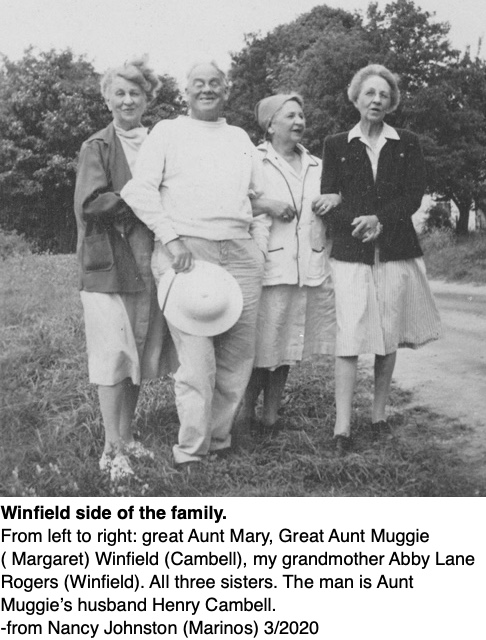 Winfield side of the family.
From left to right: great Aunt Mary, Great Aunt Muggie
( Margaret) Winfield (Cambell), my grandmother Abby Lane
Rogers (Winfield). All three sisters. The man is Aunt
Muggie’s husband Henry Cambell.
-from Nancy Johnston (Marinos) 3/2020